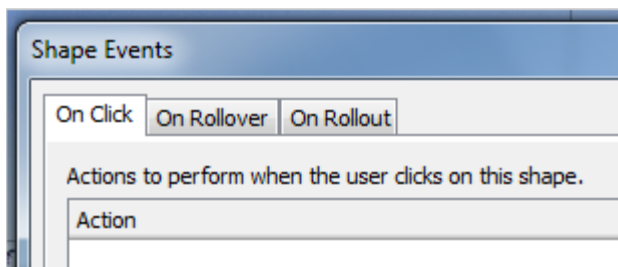 Shape Events
On Click On Rollover On Rollout
Actions to perform when the user clicks on this shape.
Action